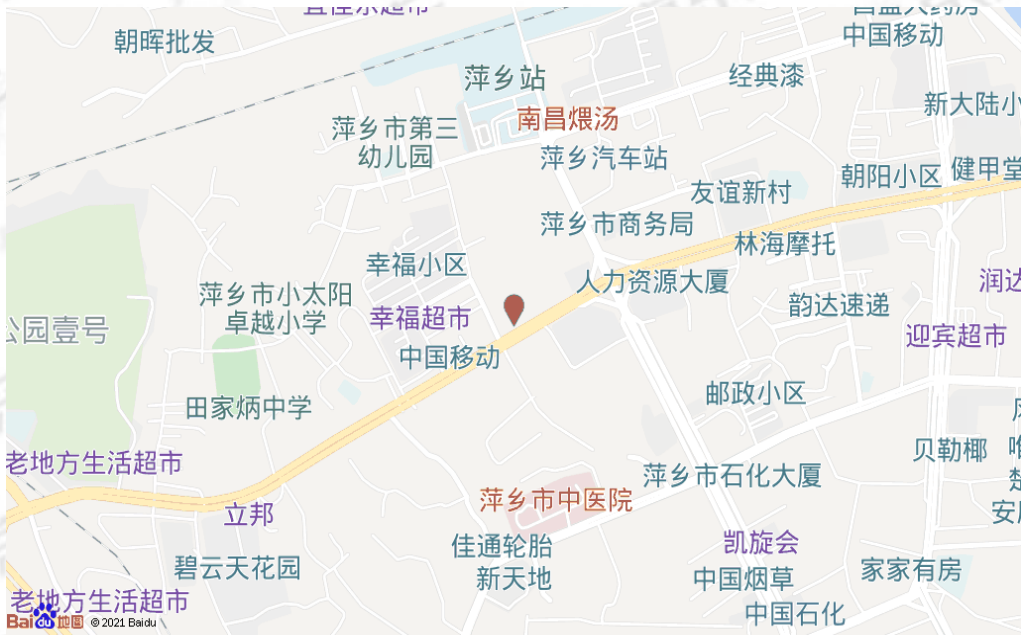 朝晖批发
中国移动
萍乡站
经典漆
新大陆小
南昌煨汤
萍乡市第三
幼儿园
萍乡汽车站
朝阳小区
健甲堂
友谊新村
萍乡市商务局
林海摩托
幸福小区
人力资源大厦
润达
萍乡市小太阳
卓越小学
韵达速递
幸福超市
公园壹号
迎宾超市
中国移动
邮政小区
田家炳中学
贝勒椰
老地方生活超市
萍乡市石化大厦
萍乡市中医院
立邦
凯旋会
佳通轮胎
新天地
碧云天花园
中国烟草
家家有房
老地方生活超市
中国石化
Bai du 地图 © 2021 Baidu